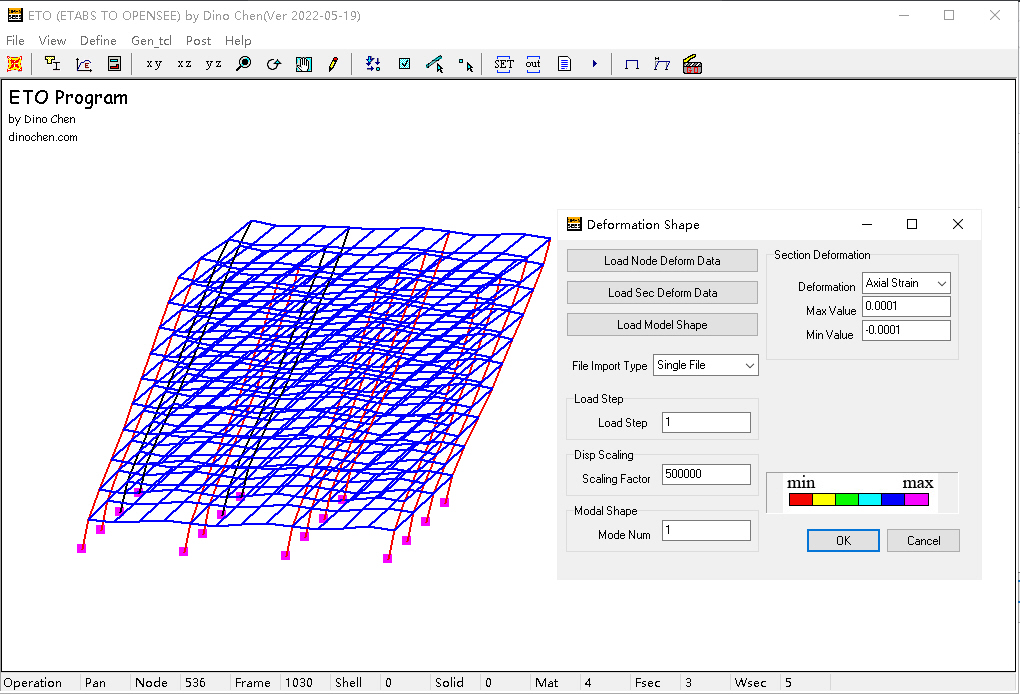 ETO (ETABS TO OPENSEE) by Dino Chen(Ver 2022-05-19)
File View Define Gen_tcl Post Help
xy xz yz SET out
ETO Program
by Dino Chen
dinochen.com
Deformation Shape
Load Node Deform Data
Load Sec Deform Data
Load Model Shape
File Import Type Single File
Load Step
Load Step 1
Disp Scaling
Scaling Factor 500000
Modal Shape
Mode Num 1
Section Deformation
Deformation Axial Strain
Max Value 0.0001
Min Value -0.0001
min max
OK Cancel
Operation Pan Node 536 Frame 1030 Shell 0 Solid 0 Mat 4 Fsec 3 Wsec 5